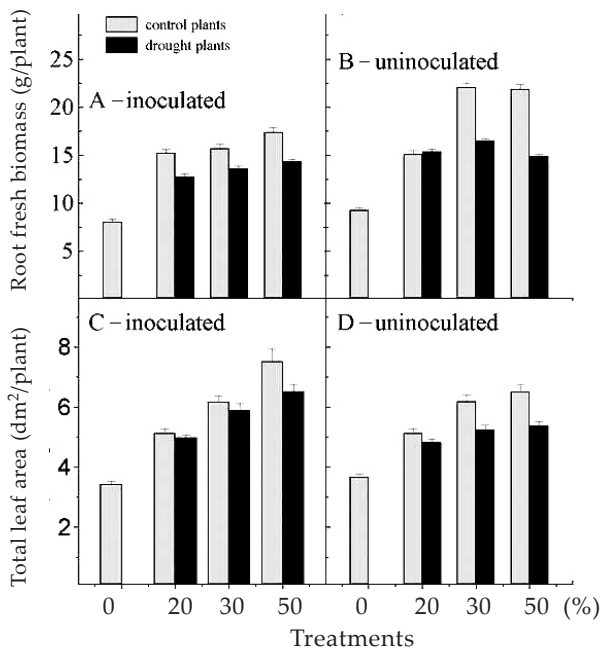 control plants
drought plants
A – inoculated
B – uninoculated
Root fresh biomass (g/plant)
25
20
15
10
5
C – inoculated
D – uninoculated
Total leaf area (dm²/plant)
8
6
4
2
0 20 30 50 0 20 30 50 (%)
Treatments